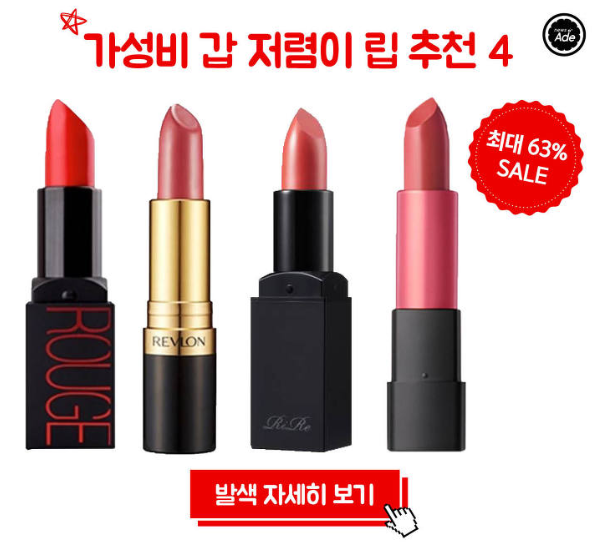 가성비 갑 저렴이 립 추천 4
Ade
최대 63%
SALE
ROUGE
REVLON
RiRe
발색 자세히 보기